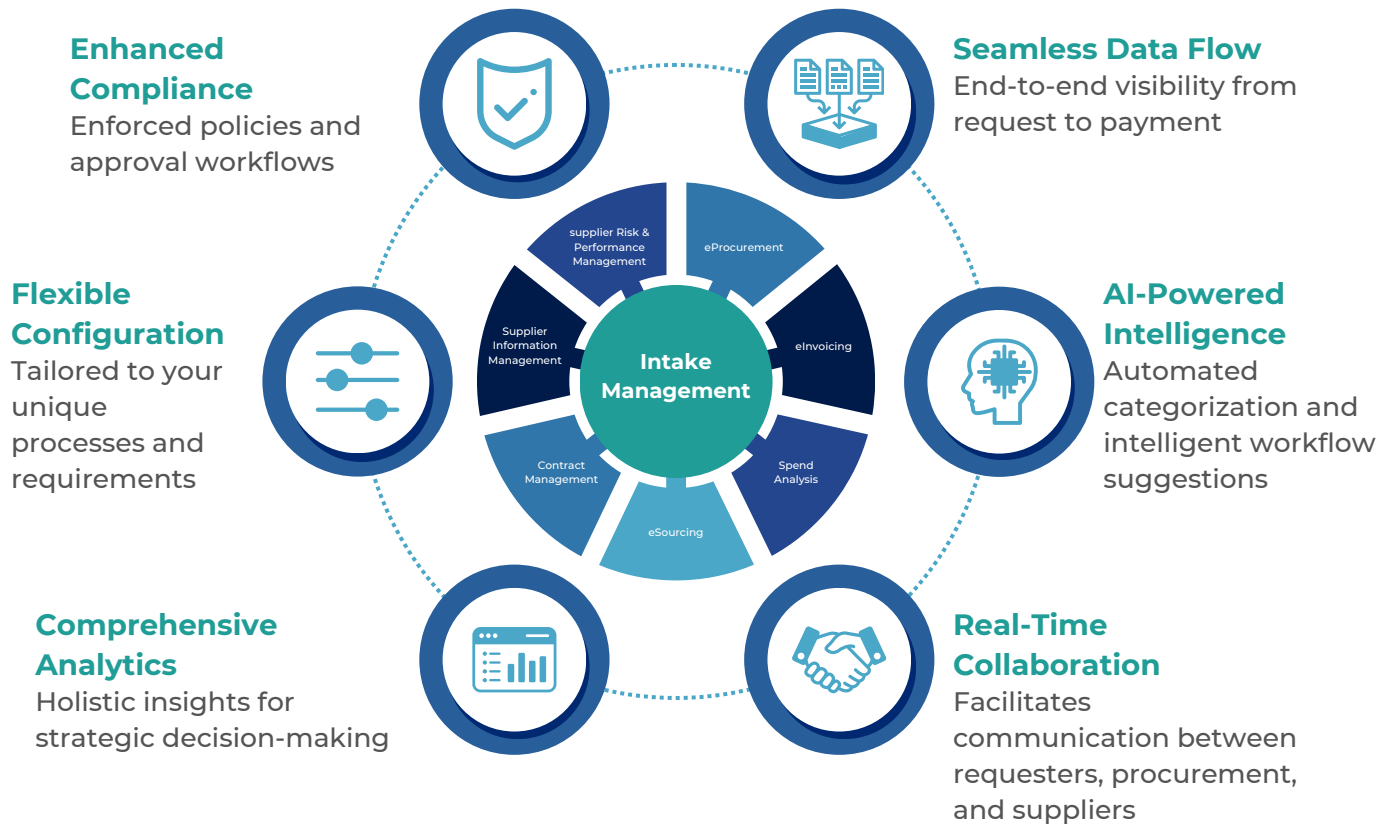 Enhanced
Compliance
Enforced policies and
approval workflows
Seamless Data Flow
End-to-end visibility from
request to payment
Flexible
Configuration
Tailored to your
unique
processes and
requirements
supplier Risk &
Performance
Management
eProcurement
Supplier
Information
Management
eInvoicing
Intake
Management
Contract
Management
Spend
Analysis
eSourcing
AI-Powered
Intelligence
Automated
categorization and
intelligent workflow
suggestions
Comprehensive
Analytics
Holistic insights for
strategic decision-making
Real-Time
Collaboration
Facilitates
communication between
requesters, procurement,
and suppliers